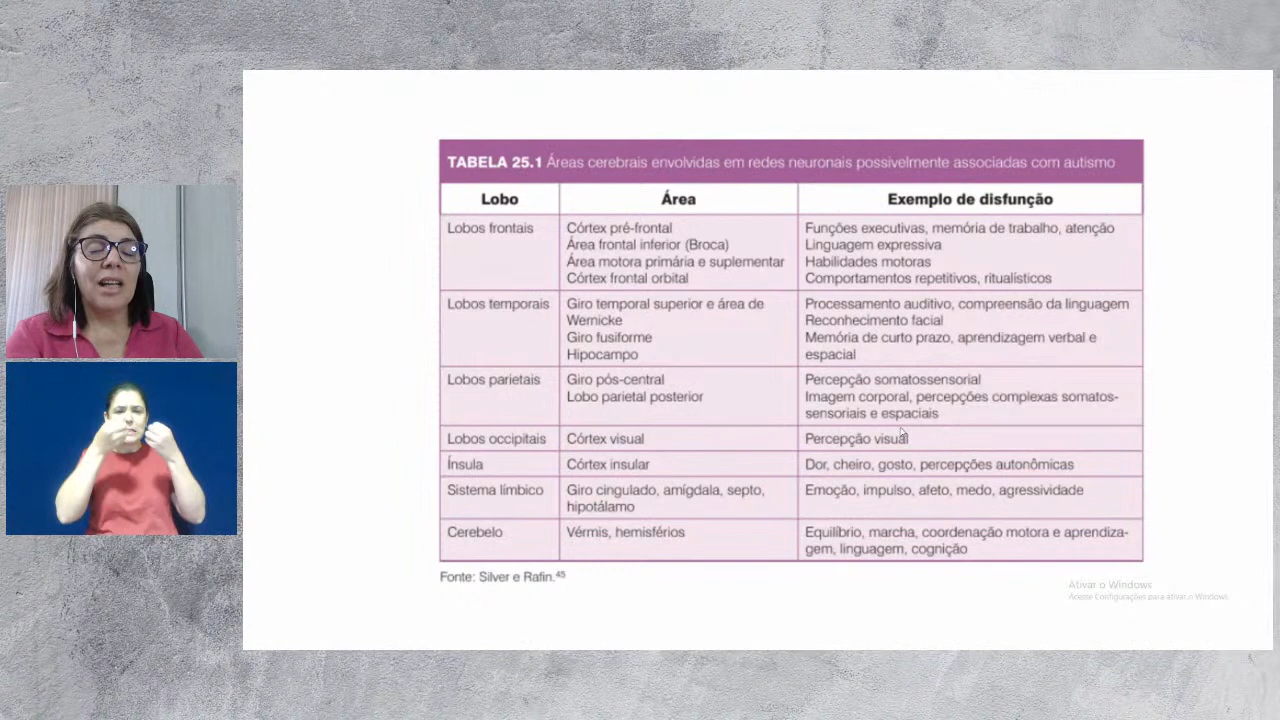 TABELA 25.1 Áreas cerebrais envolvidas em redes neuronais possivelmente associadas com autismo
Lobo Área Exemplo de disfunção
Lobos frontais Córtex pré-frontal Funções executivas, memória de trabalho, atenção
Área frontal inferior (Broca) Linguagem expressiva
Área motora primária e suplementar Habilidades motoras
Córtex frontal orbital Comportamentos repetitivos, ritualísticos
Lobos temporais Giro temporal superior e área de Processamento auditivo, compreensão da linguagem
Wernicke Reconhecimento facial
Giro fusiforme Memória de curto prazo, aprendizagem verbal e
Hipocampo espacial
Lobos parietais Giro pós-central Percepção somatossensorial
Lobo parietal posterior Imagem corporal, percepções complexas somatos-
sensoriais e espaciais
Lobos occipitais Córtex visual Percepção visual
Ínsula Córtex insular Dor, cheiro, gosto, percepções autonômicas
Sistema límbico Giro cingulado, amígdala, septo, Emoção, impulso, afeto, medo, agressividade
hipotálamo
Cerebelo Vérmis, hemisférios Equilíbrio, marcha, coordenação motora e aprendiza-
gem, linguagem, cognição
Fonte: Silver e Rafin.⁴⁵
Ativar o Windows
Acesse Configurações para ativar o Windows.